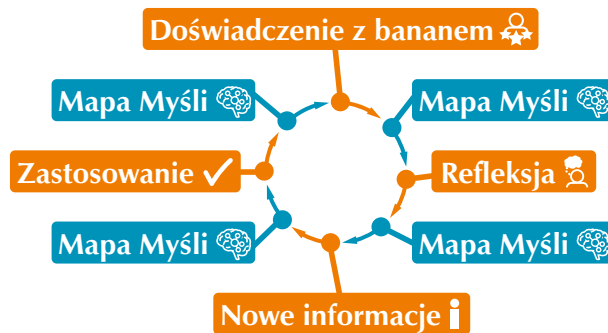 Doświadczenie z bananem
Mapa Myśli
Mapa Myśli
Zastosowanie
Refleksja
Mapa Myśli
Mapa Myśli
Nowe informacje